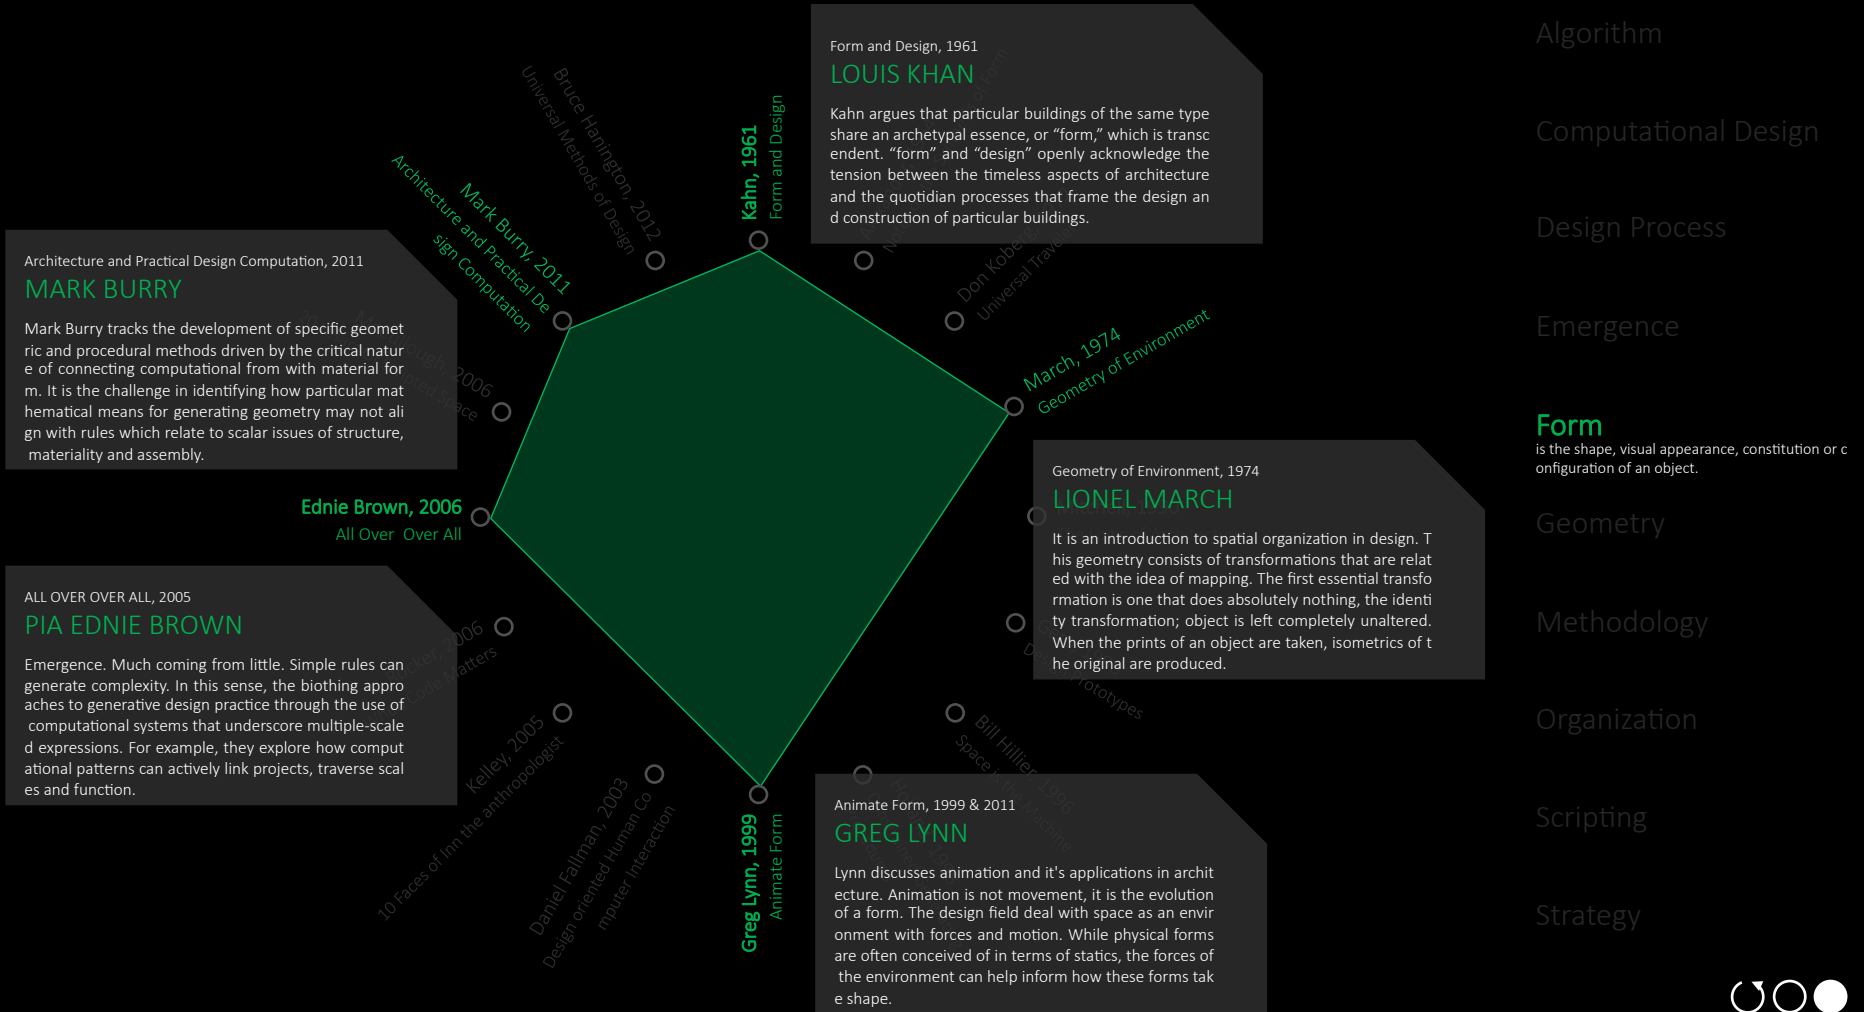 Form and Design, 1961
LOUIS KHAN
Kahn argues that particular buildings of the same type
share an archetypal essence, or “form,” which is transc
endent. “form” and “design” openly acknowledge the
tension between the timeless aspects of architecture
and the quotidian processes that frame the design an
d construction of particular buildings.
Bruce Hanington, 2012
Universal Methods of Design
Kahn, 1961
Form and Design
Mark Burry, 2011
Architecture and Practical De
sign Computation
Don Koberg,
Universal Travel
March, 1974
Geometry of Environment
Architecture and Practical Design Computation, 2011
MARK BURRY
Mark Burry tracks the development of specific geomet
ric and procedural methods driven by the critical natur
e of connecting computational from with material for
m. It is the challenge in identifying how particular mat
hematical means for generating geometry may not ali
gn with rules which relate to scalar issues of structure,
materiality and assembly.
2006
Space
Ednie Brown, 2006
All Over Over All
Geometry of Environment, 1974
LIONEL MARCH
It is an introduction to spatial organization in design. T
his geometry consists of transformations that are relat
ed with the idea of mapping. The first essential transfo
rmation is one that does absolutely nothing, the identi
ty transformation; object is left completely unaltered.
When the prints of an object are taken, isometrics of t
he original are produced.
ALL OVER OVER ALL, 2005
PIA EDNIE BROWN
Emergence. Much coming from little. Simple rules can
generate complexity. In this sense, the biothing appro
aches to generative design practice through the use of
computational systems that underscore multiple-scale
d expressions. For example, they explore how comput
ational patterns can actively link projects, traverse scal
es and function.
2006
Code Matters
Prototypes
Kelley, 2005
10 Faces of Inn the anthropologist
Daniel Fallman, 2003
Design oriented Human Co
mputer Interaction
Greg Lynn, 1999
Animate Form
Bill Hillier, 1996
Space is the Machine
Animate Form, 1999 & 2011
GREG LYNN
Lynn discusses animation and it's applications in archit
ecture. Animation is not movement, it is the evolution
of a form. The design field deal with space as an envir
onment with forces and motion. While physical forms
are often conceived of in terms of statics, the forces of
the environment can help inform how these forms tak
e shape.
Algorithm
Computational Design
Design Process
Emergence
Form
is the shape, visual appearance, constitution or c
onfiguration of an object.
Geometry
Methodology
Organization
Scripting
Strategy